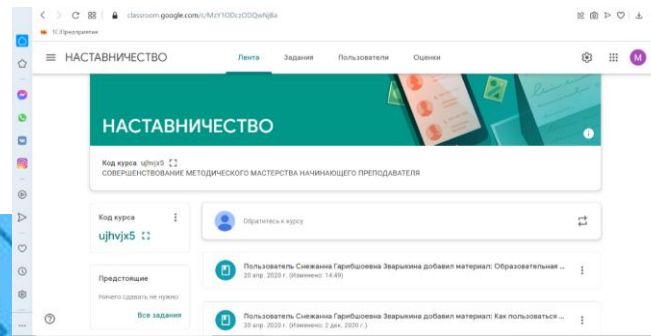 classroom.google.com/c/MzY1ODczODQwNj6a
1С:Предприятие
НАСТАВНИЧЕСТВО
Лента Задания Пользователи Оценки
М
НАСТАВНИЧЕСТВО
Код курса ujhvjx5
СОВЕРШЕНСТВОВАНИЕ МЕТОДИЧЕСКОГО МАСТЕРСТВА НАЧИНАЮЩЕГО ПРЕПОДАВАТЕЛЯ
Код курса
ujhvjx5
Обратитесь к курсу
Предстоящие
Ничего сдавать не нужно
Все задания
Пользователь Снежанна Гарибшоевна Зварыкина добавил материал: Образовательная ...
20 апр. 2020 г. (Изменено: 14:49)
Пользователь Снежанна Гарибшоевна Зварыкина добавил материал: Как пользоваться ...
20 апр. 2020 г. (Изменено: 2 дек. 2020 г.)